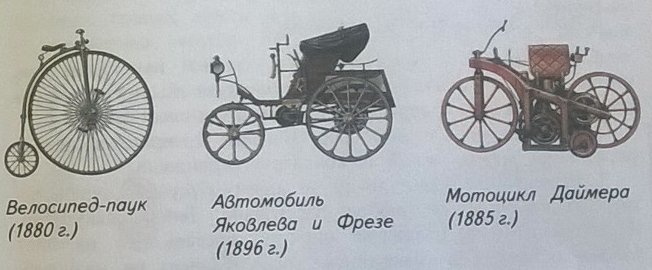 Велосипед-паук
(1880 г.)
Автомобиль
Яковлева и Фрезе
(1896 г.)
Мотоцикл Даймера
(1885 г.)